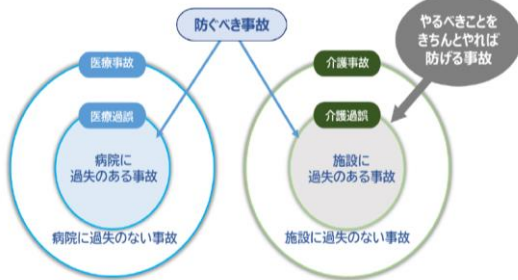 防ぐべき事故
やるべきことを
きちんとやれば
防げる事故
医療事故
医療過誤
病院に
過失のある事故
病院に過失のない事故
介護事故
介護過誤
施設に
過失のある事故
施設に過失のない事故